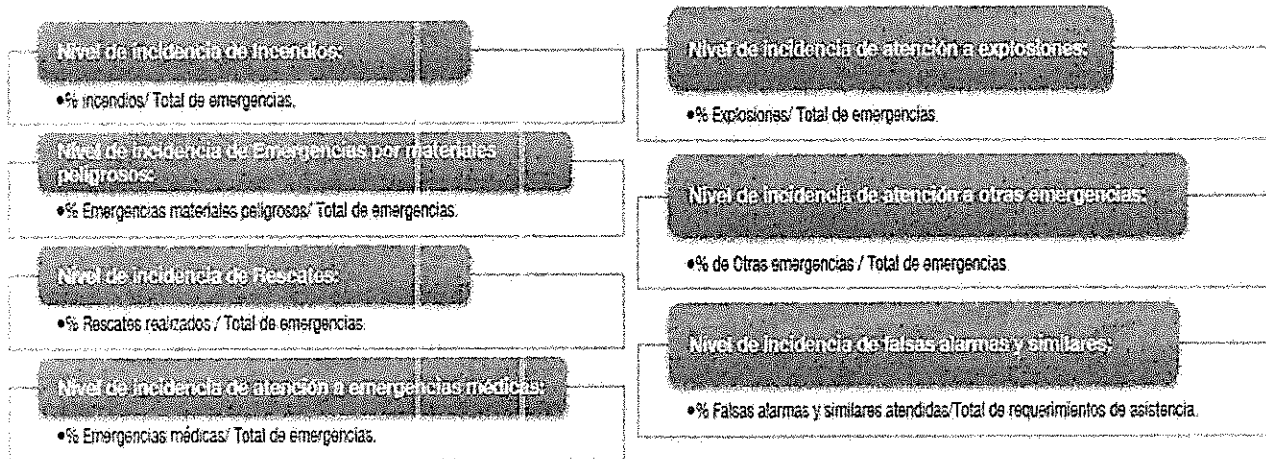 Nivel de incidencia de Incendios:
•% incendios/ Total de emergencias.
Nivel de incidencia de Emergencias por materiales
peligrosos:
•% Emergencias materiales peligrosos/ Total de emergencias.
Nivel de incidencia de Rescates:
•% Rescates realizados / Total de emergencias.
Nivel de incidencia de atención a emergencias médicas:
•% Emergencias médicas/ Total de emergencias.
Nivel de incidencia de atención a explosiones:
•% Explosiones/ Total de emergencias.
Nivel de incidencia de atención a otras emergencias:
•% de Otras emergencias / Total de emergencias.
Nivel de incidencia de falsas alarmas y similares:
•% Falsas alarmas y similares atendidas/Total de requerimientos de asistencia.